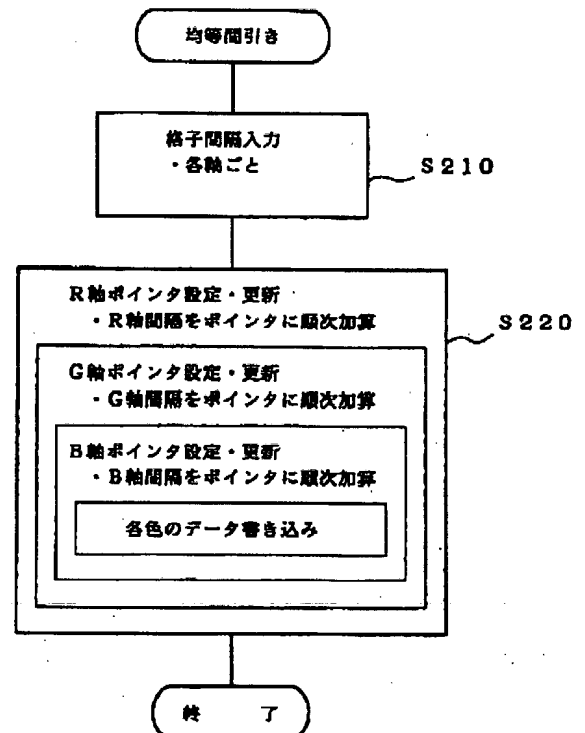 均等間引き
格子間隔入力
・各軸ごと
S210
R軸ポインタ設定・更新
・R軸間隔をポインタに順次加算
S220
G軸ポインタ設定・更新
・G軸間隔をポインタに順次加算
B軸ポインタ設定・更新
・B軸間隔をポインタに順次加算
各色のデータ書き込み
終 了